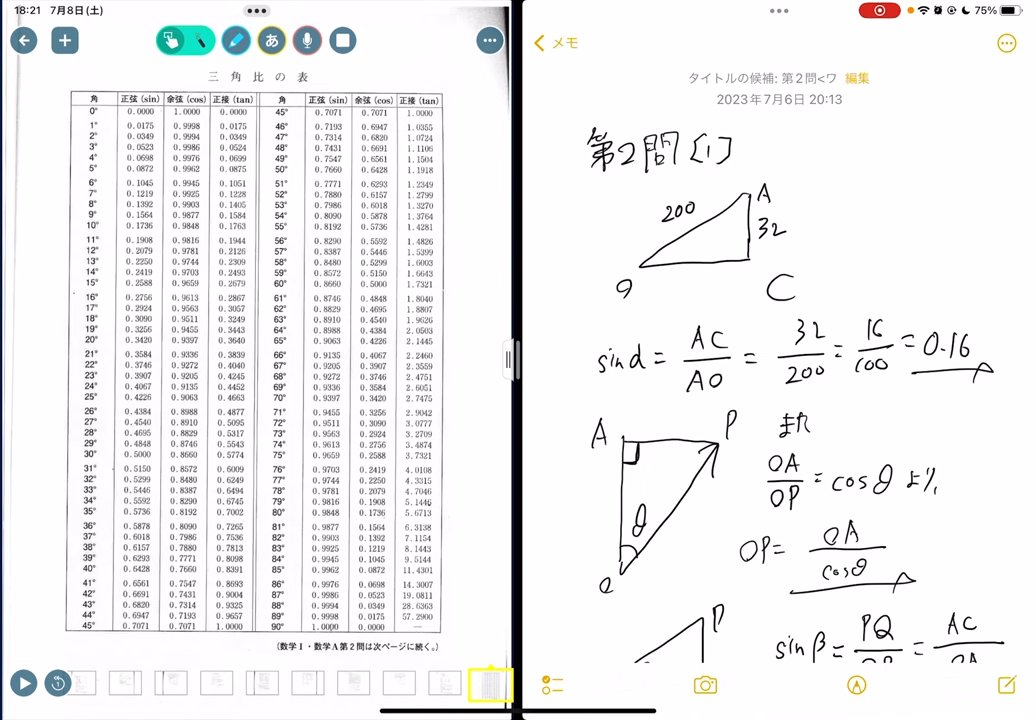 18:21 7月8日(土)
三角比の表
角 正弦(sin) 余弦(cos) 正接(tan) 角 正弦(sin) 余弦(cos) 正接(tan)
0° 0.0000 1.0000 0.0000 45° 0.7071 0.7071 1.0000
1° 0.0175 0.9998 0.0175 46° 0.7193 0.6947 1.0355
2° 0.0349 0.9994 0.0349 47° 0.7314 0.6820 1.0724
3° 0.0523 0.9986 0.0524 48° 0.7431 0.6691 1.1106
4° 0.0698 0.9976 0.0699 49° 0.7547 0.6561 1.1504
5° 0.0872 0.9962 0.0875 50° 0.7660 0.6428 1.1918
6° 0.1045 0.9945 0.1051 51° 0.7771 0.6293 1.2349
7° 0.1219 0.9925 0.1228 52° 0.7880 0.6157 1.2799
8° 0.1392 0.9903 0.1405 53° 0.7986 0.6018 1.3270
9° 0.1564 0.9877 0.1584 54° 0.8090 0.5878 1.3764
10° 0.1736 0.9848 0.1763 55° 0.8192 0.5736 1.4281
11° 0.1908 0.9816 0.1944 56° 0.8290 0.5592 1.4826
12° 0.2079 0.9781 0.2126 57° 0.8387 0.5446 1.5399
13° 0.2250 0.9744 0.2309 58° 0.8480 0.5299 1.6003
14° 0.2419 0.9703 0.2493 59° 0.8572 0.5150 1.6643
15° 0.2588 0.9659 0.2679 60° 0.8660 0.5000 1.7321
16° 0.2756 0.9613 0.2867 61° 0.8746 0.4848 1.8040
17° 0.2924 0.9563 0.3057 62° 0.8829 0.4695 1.8807
18° 0.3090 0.9511 0.3249 63° 0.8910 0.4540 1.9626
19° 0.3256 0.9455 0.3443 64° 0.8988 0.4384 2.0503
20° 0.3420 0.9397 0.3640 65° 0.9063 0.4226 2.1445
21° 0.3584 0.9336 0.3839 66° 0.9135 0.4067 2.2460
22° 0.3746 0.9272 0.4040 67° 0.9205 0.3907 2.3559
23° 0.3907 0.9205 0.4245 68° 0.9272 0.3746 2.4751
24° 0.4067 0.9135 0.4452 69° 0.9336 0.3584 2.6051
25° 0.4226 0.9063 0.4663 70° 0.9397 0.3420 2.7475
26° 0.4384 0.8988 0.4877 71° 0.9455 0.3256 2.9042
27° 0.4540 0.8910 0.5095 72° 0.9511 0.3090 3.0777
28° 0.4695 0.8829 0.5317 73° 0.9563 0.2924 3.2709
29° 0.4848 0.8746 0.5543 74° 0.9613 0.2756 3.4874
30° 0.5000 0.8660 0.5774 75° 0.9659 0.2588 3.7321
31° 0.5150 0.8572 0.6009 76° 0.9703 0.2419 4.0108
32° 0.5299 0.8480 0.6249 77° 0.9744 0.2250 4.3315
33° 0.5446 0.8387 0.6494 78° 0.9781 0.2079 4.7046
34° 0.5592 0.8290 0.6745 79° 0.9816 0.1908 5.1446
35° 0.5736 0.8192 0.7002 80° 0.9848 0.1736 5.6713
36° 0.5878 0.8090 0.7265 81° 0.9877 0.1564 6.3138
37° 0.6018 0.7986 0.7536 82° 0.9903 0.1392 7.1154
38° 0.6157 0.7880 0.7813 83° 0.9925 0.1219 8.1443
39° 0.6293 0.7771 0.8098 84° 0.9945 0.1045 9.5144
40° 0.6428 0.7660 0.8391 85° 0.9962 0.0872 11.4301
41° 0.6561 0.7547 0.8693 86° 0.9976 0.0698 14.3007
42° 0.6691 0.7431 0.9004 87° 0.9986 0.0523 19.0811
43° 0.6820 0.7314 0.9325 88° 0.9994 0.0349 28.6363
44° 0.6947 0.7193 0.9657 89° 0.9998 0.0175 57.2900
45° 0.7071 0.7071 1.0000 90° 1.0000 0.0000 —
(数学Ⅰ・数学A第2問は次ページに続く。)
あ
75%
メモ
タイトルの候補: 第2問<ワ 編集
2023年7月6日 20:13
第2問[1]
200
A
32
O
C
sinα = AC/AO = 32/200 = 16/100 = 0.16
A
P
θ
O
また
OA/OP = cosθ より
OP = OA/cosθ
P
sinβ = PQ/OP = AC/OA